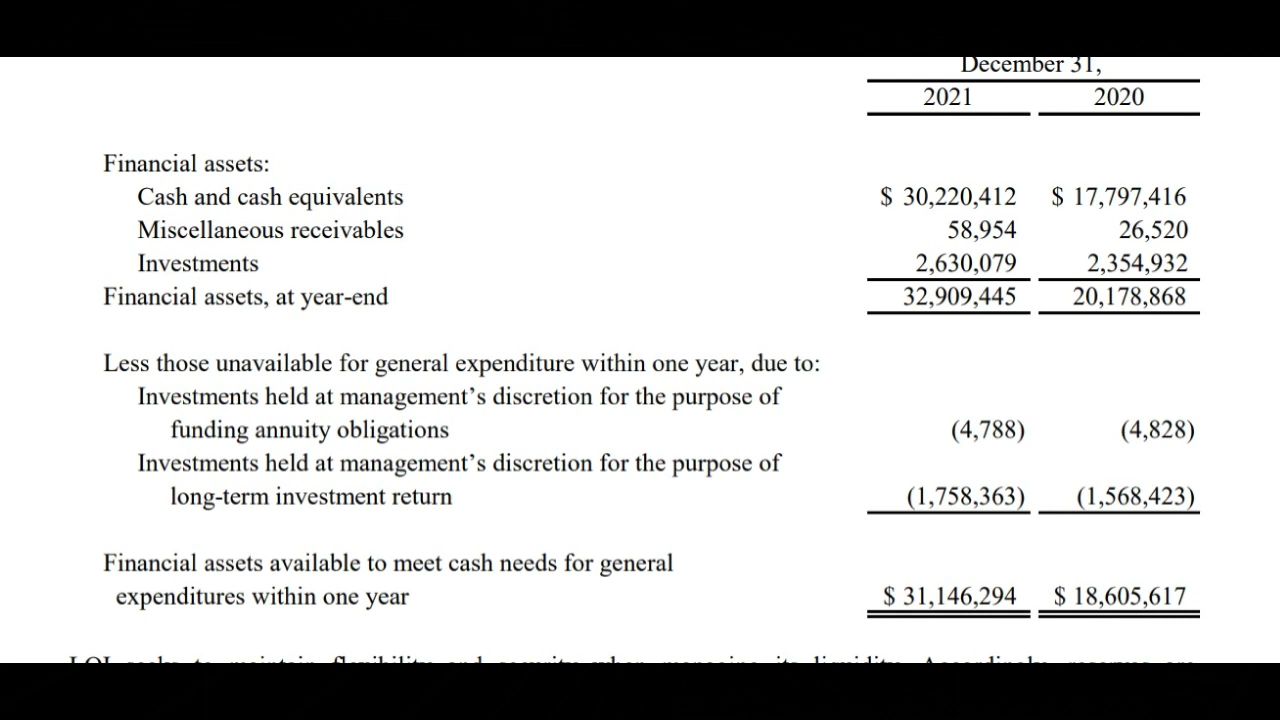 December 31,
2021 2020
Financial assets:
Cash and cash equivalents $ 30,220,412 $ 17,797,416
Miscellaneous receivables 58,954 26,520
Investments 2,630,079 2,354,932
Financial assets, at year-end 32,909,445 20,178,868
Less those unavailable for general expenditure within one year, due to:
Investments held at management’s discretion for the purpose of
funding annuity obligations (4,788) (4,828)
Investments held at management’s discretion for the purpose of
long-term investment return (1,758,363) (1,568,423)
Financial assets available to meet cash needs for general
expenditures within one year $ 31,146,294 $ 18,605,617